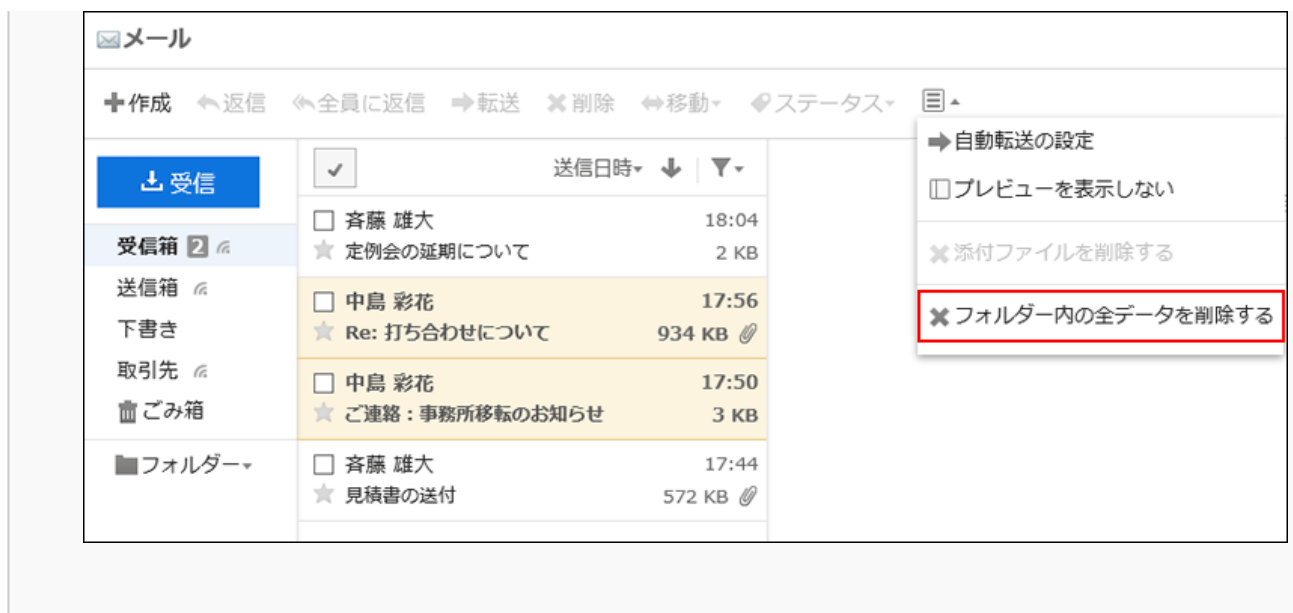 メール
作成 返信 全員に返信 転送 削除 移動 ステータス
自動転送の設定
プレビューを表示しない
添付ファイルを削除する
フォルダー内の全データを削除する
受信
受信箱 2
送信箱
下書き
取引先
ごみ箱
フォルダー
送信日時
斉藤 雄大 18:04
定例会の延期について 2 KB
中島 彩花 17:56
Re: 打ち合わせについて 934 KB
中島 彩花 17:50
ご連絡：事務所移転のお知らせ 3 KB
斉藤 雄大 17:44
見積書の送付 572 KB